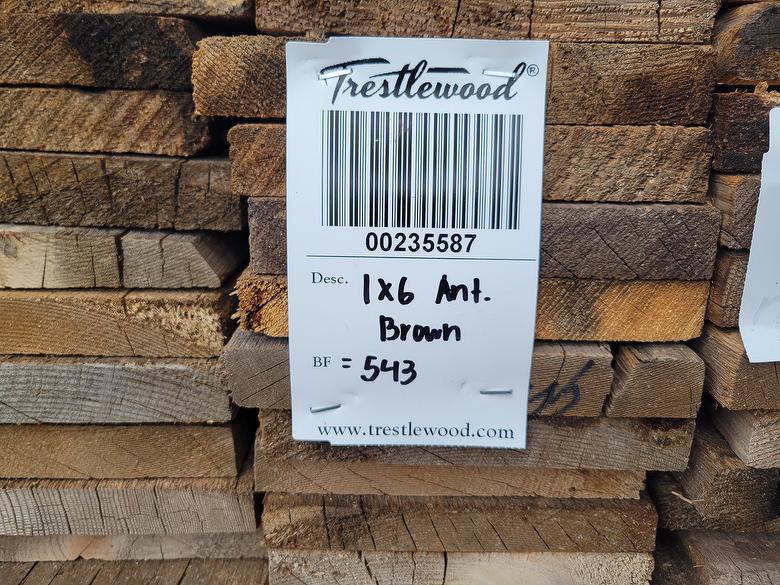 Trestlewood®
00235587
Desc. 1x6 Ant.
Brown
BF = 543
www.trestlewood.com